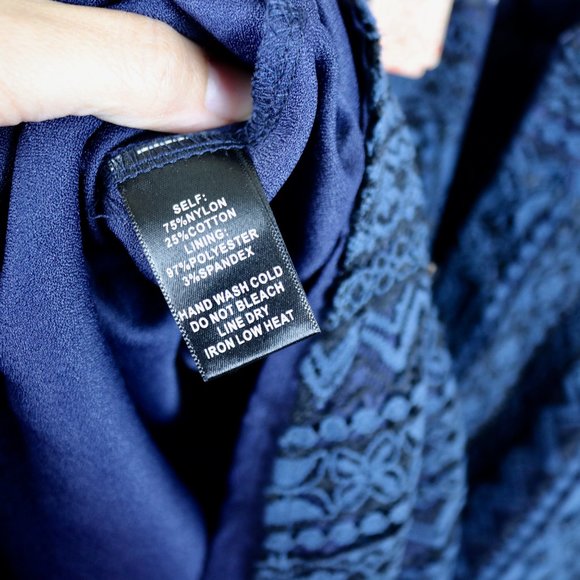 SELF:
75%NYLON
25%COTTON
LINING:
97%POLYESTER
3%SPANDEX
HAND WASH COLD
DO NOT BLEACH
LINE DRY
IRON LOW HEAT